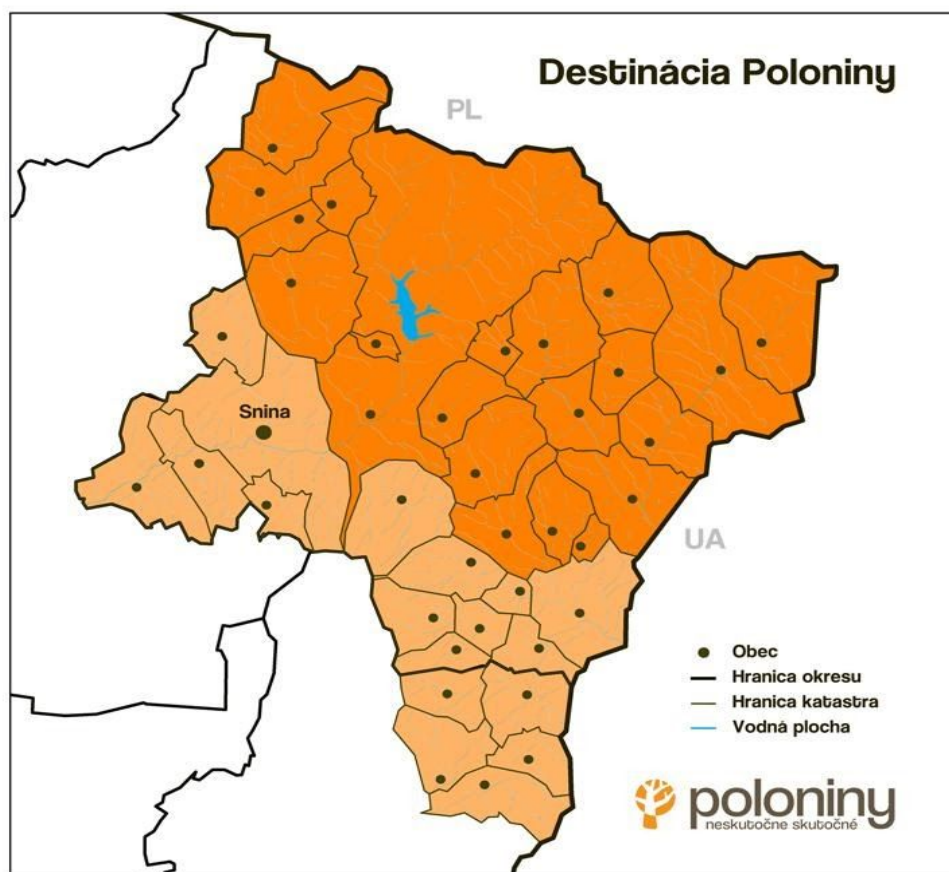 Destinácia Poloniny
PL
Snina
UA
Obec
Hranica okresu
Hranica katastra
Vodná plocha
poloniny
neskutočne skutočné